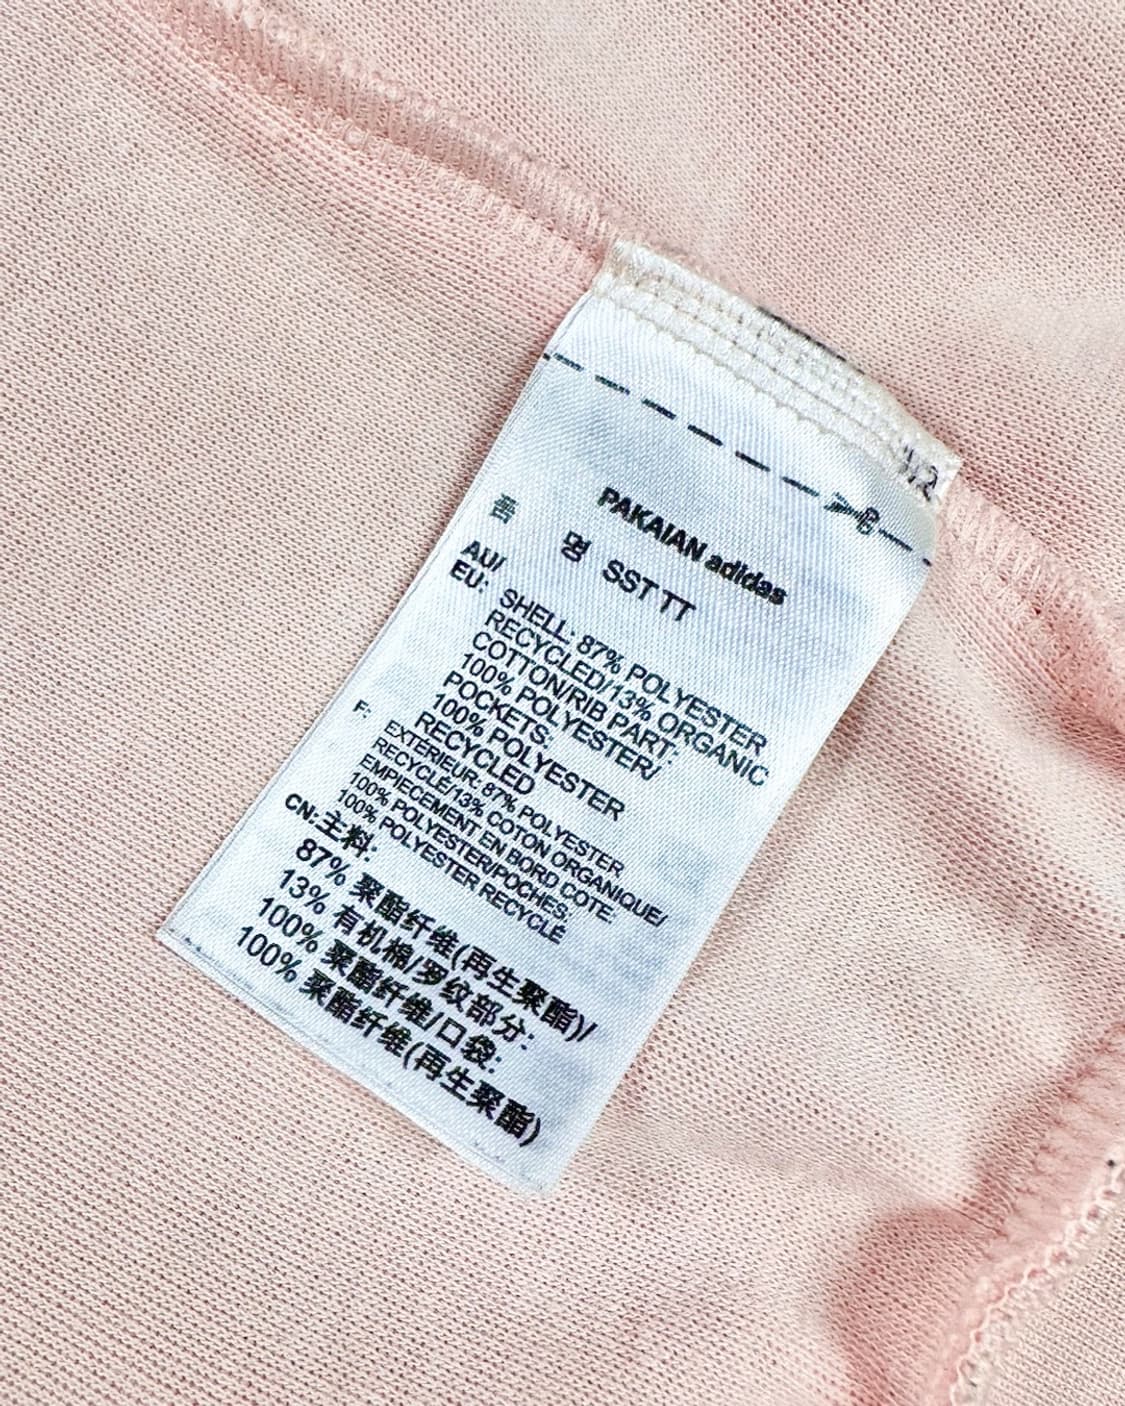 1/2
PAKAIAN adidas
품 명 SST TT
AU/
EU: SHELL: 87% POLYESTER
RECYCLED/13% ORGANIC
COTTON/RIB PART:
100% POLYESTER/
POCKETS:
100% POLYESTER
RECYCLED
F: EXTERIEUR: 87% POLYESTER
RECYCLÉ/13% COTON ORGANIQUE/
EMPIECEMENT EN BORD COTE:
100% POLYESTER/POCHES:
100% POLYESTER RECYCLÉ
CN:主料:
87% 聚酯纤维(再生聚酯)/
13% 有机棉/罗纹部分:
100% 聚酯纤维/口袋:
100% 聚酯纤维(再生聚酯)